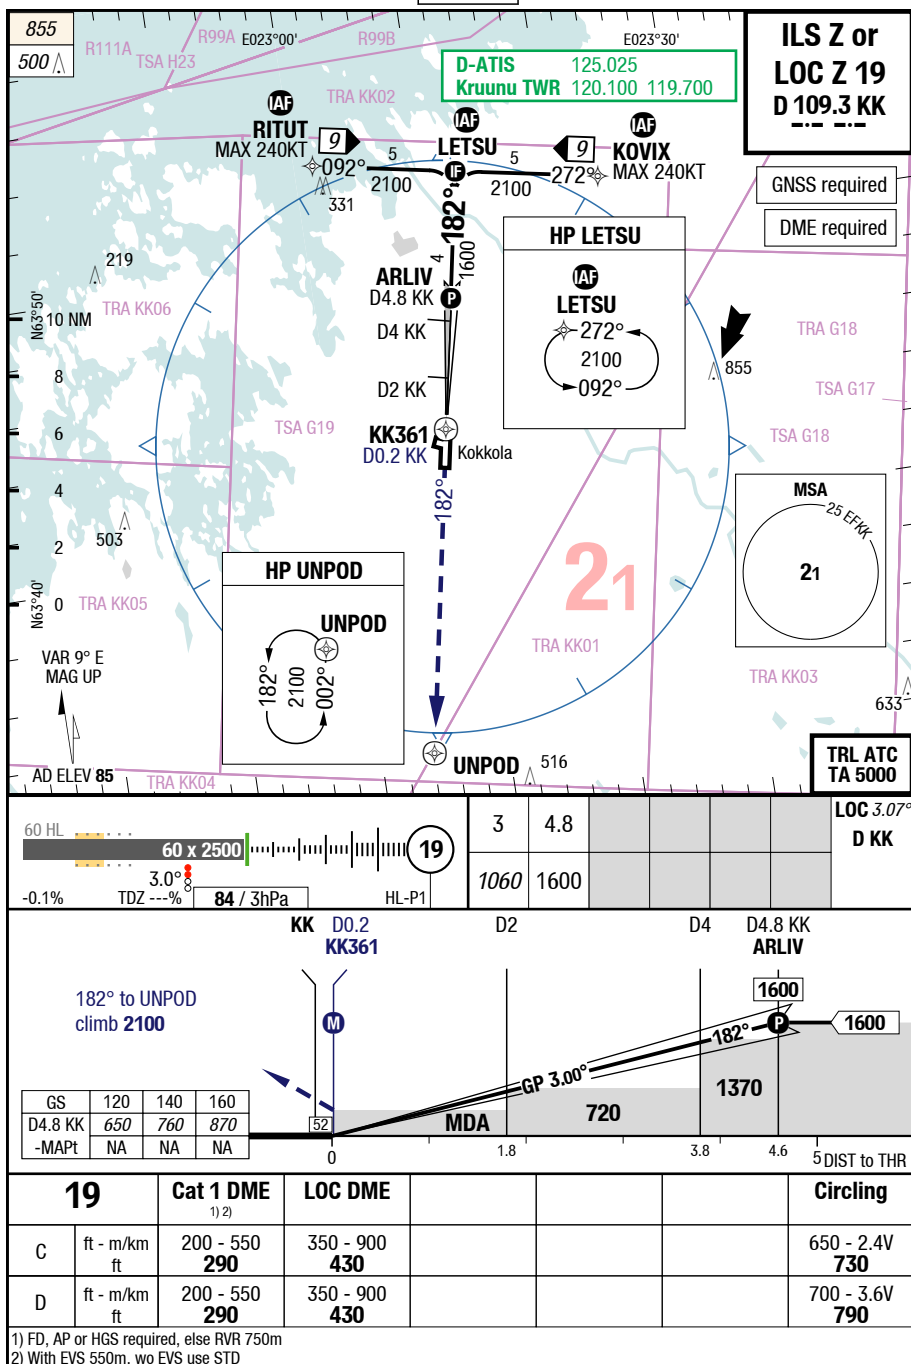 855
500
R111A
R99A
E023°00'
R99B
E023°30'
TSA H23
D-ATIS 125.025
Kruunu TWR 120.100 119.700
ILS Z or
LOC Z 19
D 109.3 KK
TRA KK02
IAF
RITUT
MAX 240KT
9
IAF
LETSU
9
IAF
KOVIX
MAX 240KT
092°
5
2100
IF
5
2100
272°
331
GNSS required
DME required
182°
4
1600
219
ARLIV
D4.8 KK
P
HP LETSU
IAF
LETSU
272°
2100
092°
N63°50'
10 NM
TRA KK06
D4 KK
TRA G18
855
8
D2 KK
TSA G17
6
TSA G19
KK361
D0.2 KK
Kokkola
TSA G18
4
182°
MSA
25 EFKK
21
503
2
HP UNPOD
UNPOD
182°
2100
002°
21
N63°40'
0
TRA KK05
TRA KK01
VAR 9° E
MAG UP
TRA KK03
633
AD ELEV 85
TRA KK04
UNPOD
516
TRL ATC
TA 5000
60 HL
60 x 2500
19
3.0°
-0.1%
TDZ ---%
84 / 3hPa
HL-P1
3 4.8
LOC 3.07°
D KK
1060 1600
KK D0.2 D2 D4 D4.8 KK
KK361 ARLIV
182° to UNPOD
climb 2100
M
1600
P
1600
182°
GP 3.00°
1370
720
MDA
52
GS 120 140 160
D4.8 KK 650 760 870
-MAPt NA NA NA
0 1.8 3.8 4.6 5 DIST to THR
19 Cat 1 DME LOC DME Circling
1) 2)
C ft - m/km 200 - 550 350 - 900 650 - 2.4V
ft 290 430 730
D ft - m/km 200 - 550 350 - 900 700 - 3.6V
ft 290 430 790
1) FD, AP or HGS required, else RVR 750m
2) With EVS 550m, wo EVS use STD